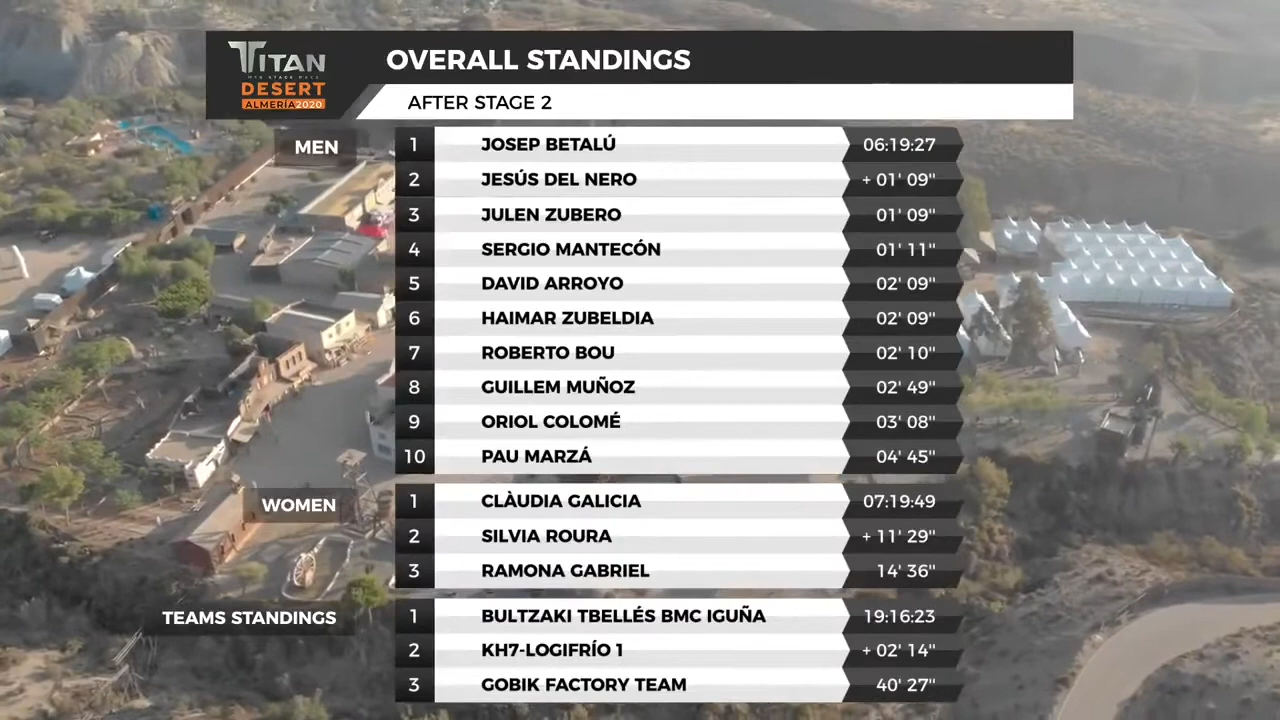 TITAN
DESERT
ALMERÍA2020
OVERALL STANDINGS
AFTER STAGE 2
MEN
1 JOSEP BETALÚ 06:19:27
2 JESÚS DEL NERO + 01' 09"
3 JULEN ZUBERO 01' 09"
4 SERGIO MANTECÓN 01' 11"
5 DAVID ARROYO 02' 09"
6 HAIMAR ZUBELDIA 02' 09"
7 ROBERTO BOU 02' 10"
8 GUILLEM MUÑOZ 02' 49"
9 ORIOL COLOMÉ 03' 08"
10 PAU MARZÁ 04' 45"
WOMEN
1 CLÀUDIA GALICIA 07:19:49
2 SILVIA ROURA + 11' 29"
3 RAMONA GABRIEL 14' 36"
TEAMS STANDINGS
1 BULTZAKI TBELLÉS BMC IGUÑA 19:16:23
2 KH7-LOGIFRÍO 1 + 02' 14"
3 GOBIK FACTORY TEAM 40' 27"